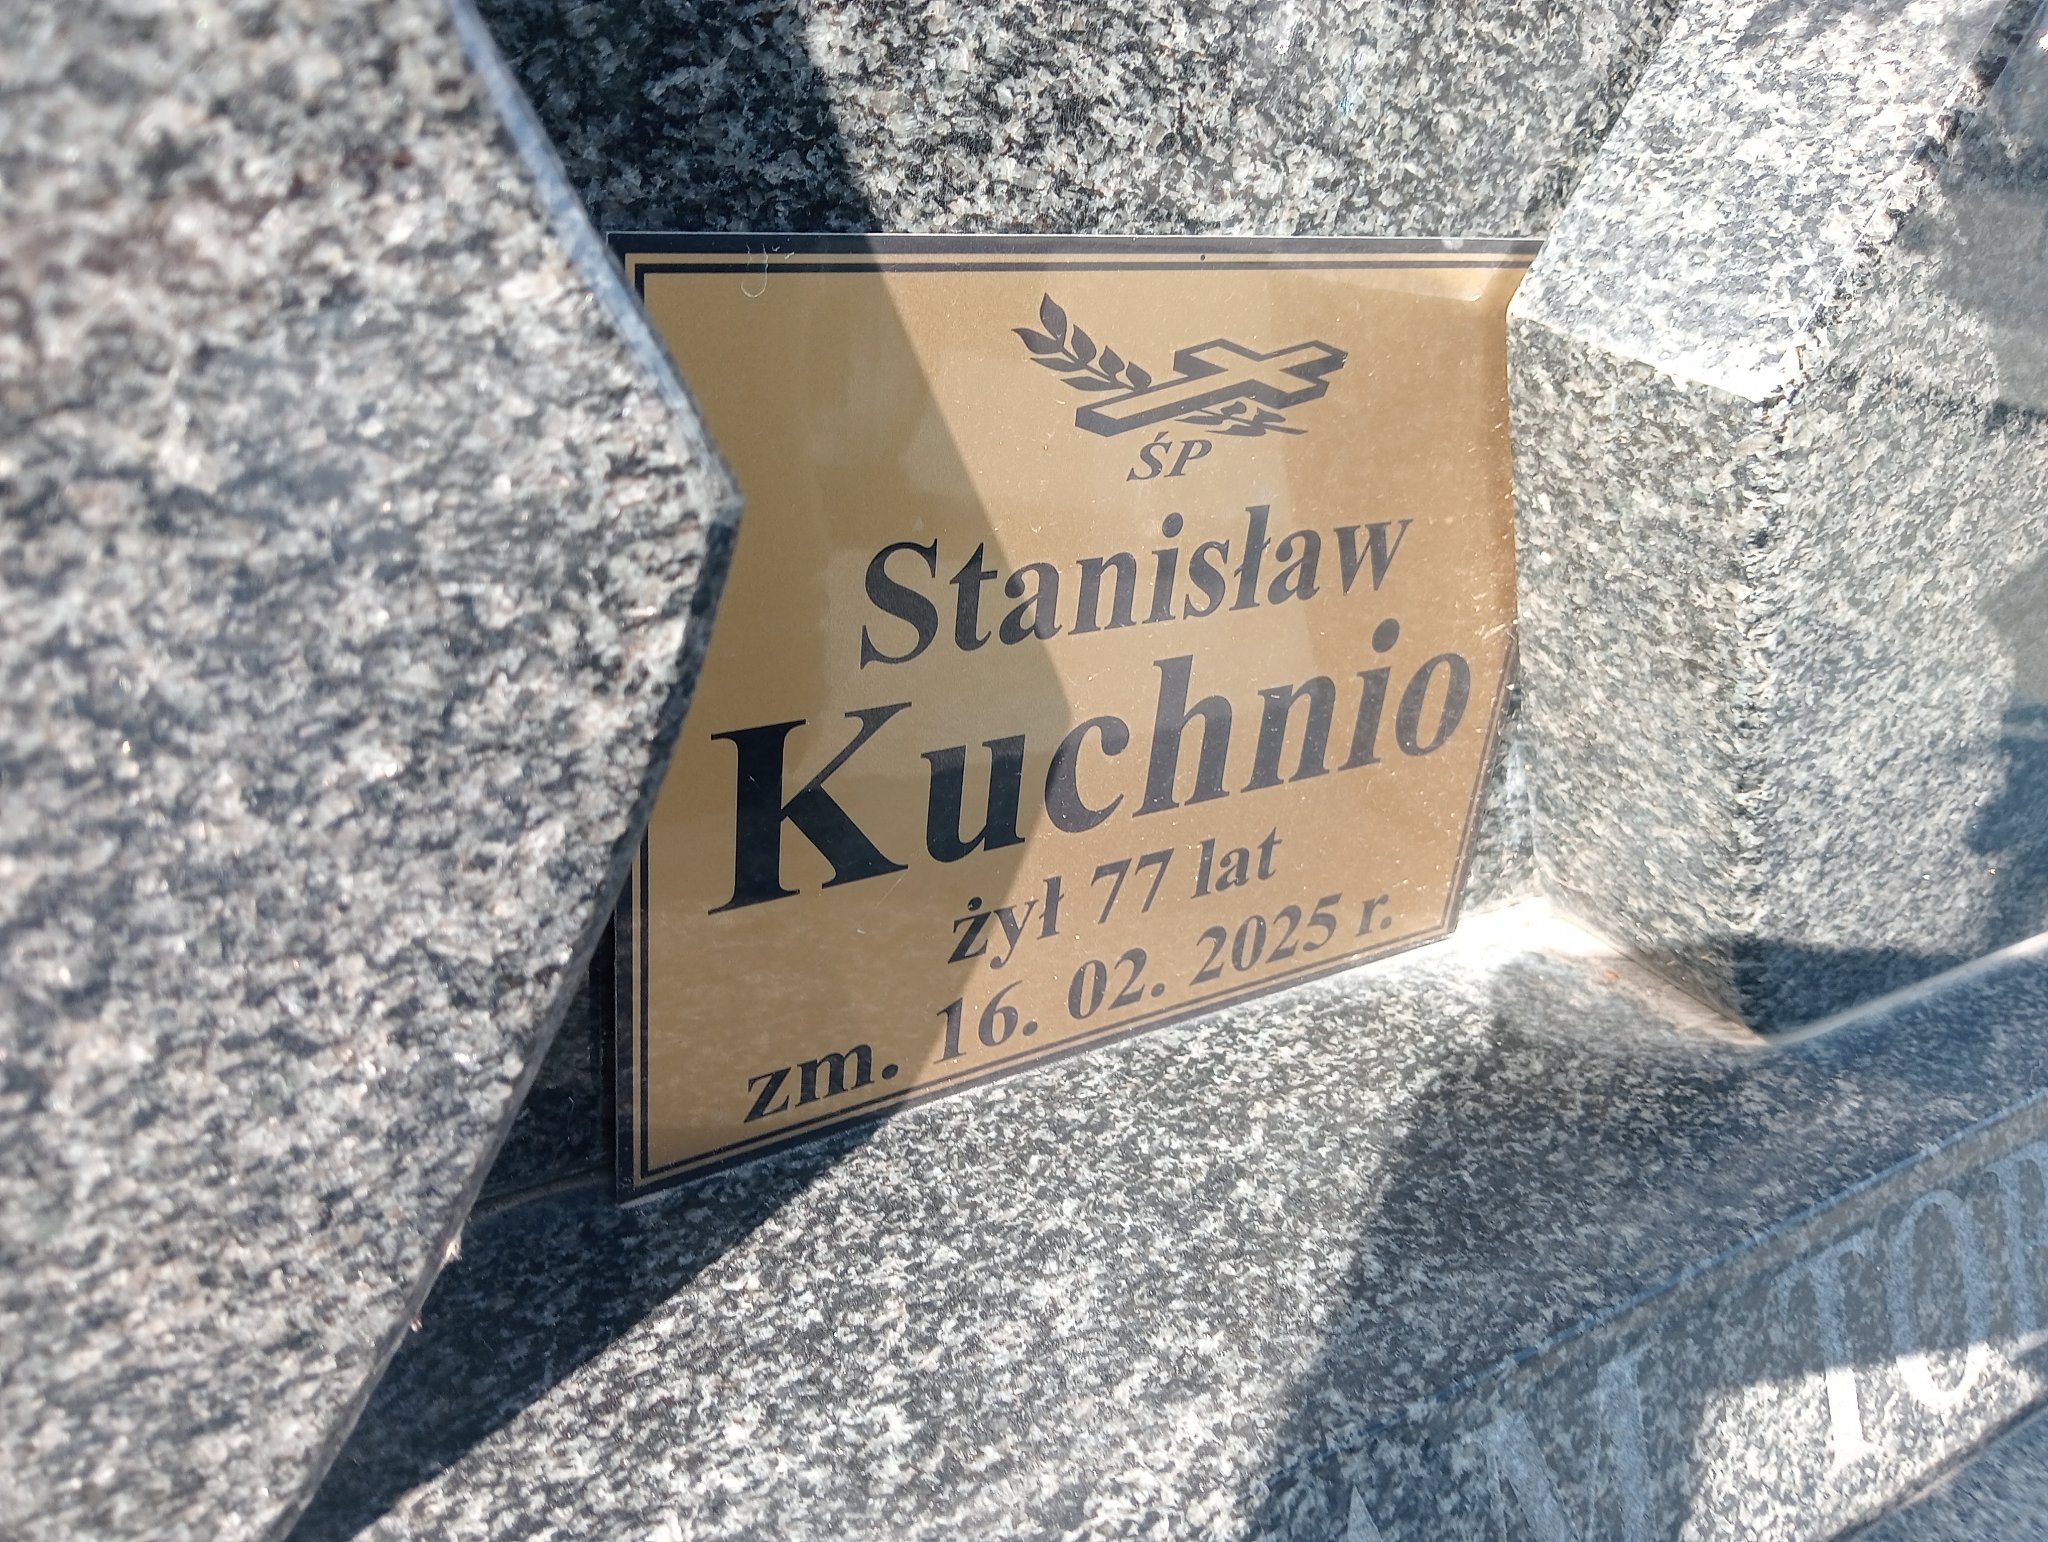 ŚP
Stanisław
Kuchnio
żył 77 lat
zm. 16. 02. 2025 r.